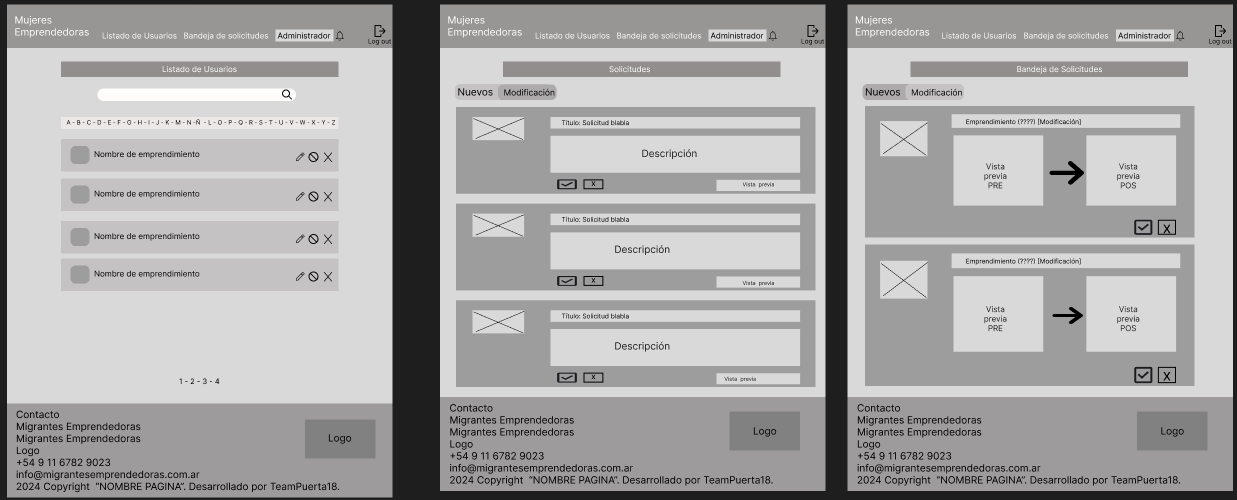 Mujeres
Emprendedoras
Listado de Usuarios Bandeja de solicitudes Administrador
Log out
Listado de Usuarios
A - B - C - D - E - F - G - H - I - J - K - M - N -Ñ - L - O - P - Q - R - S - T - U - V - W - X - Y - Z
Nombre de emprendimiento
Nombre de emprendimiento
Nombre de emprendimiento
Nombre de emprendimiento
1 - 2 - 3 - 4
Contacto
Migrantes Emprendedoras
Migrantes Emprendedoras
Logo
+54 9 11 6782 9023
info@migrantesemprendedoras.com.ar
2024 Copyright “NOMBRE PAGINA”. Desarrollado por TeamPuerta18.
Logo
Mujeres
Emprendedoras
Listado de Usuarios Bandeja de solicitudes Administrador
Log out
Solicitudes
Nuevos Modificación
Título: Solicitud blabla
Descripción
X
Vista previa
Título: Solicitud blabla
Descripción
X
Vista previa
Título: Solicitud blabla
Descripción
X
Vista previa
Contacto
Migrantes Emprendedoras
Migrantes Emprendedoras
Logo
+54 9 11 6782 9023
info@migrantesemprendedoras.com.ar
2024 Copyright “NOMBRE PAGINA”. Desarrollado por TeamPuerta18.
Logo
Mujeres
Emprendedoras
Listado de Usuarios Bandeja de solicitudes Administrador
Log out
Bandeja de Solicitudes
Nuevos Modificación
Emprendimiento (????) [Modificación]
Vista
previa
PRE
Vista
previa
POS
X
Emprendimiento (????) [Modificación]
Vista
previa
PRE
Vista
previa
POS
X
Contacto
Migrantes Emprendedoras
Migrantes Emprendedoras
Logo
+54 9 11 6782 9023
info@migrantesemprendedoras.com.ar
2024 Copyright “NOMBRE PAGINA”. Desarrollado por TeamPuerta18.
Logo